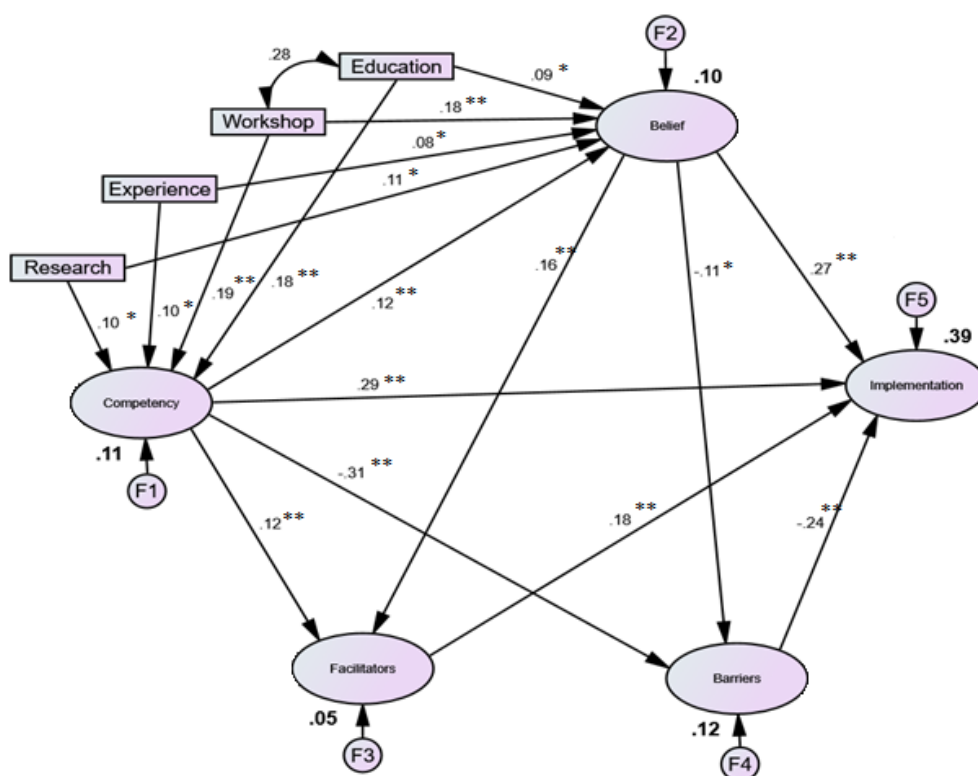 F2
.28
Education
.09 *
.10
Workshop
.18 **
Belief
.08 *
Experience
.11 *
Research
.16 **
-.11 *
.27 **
.10 *
.10 *
.19 **
.18 **
.12 **
F5
.39
.29 **
Implementation
Competency
.11
F1
-.31 **
.12 **
.18 **
-.24 **
Facilitators
Barriers
.05
.12
F3
F4